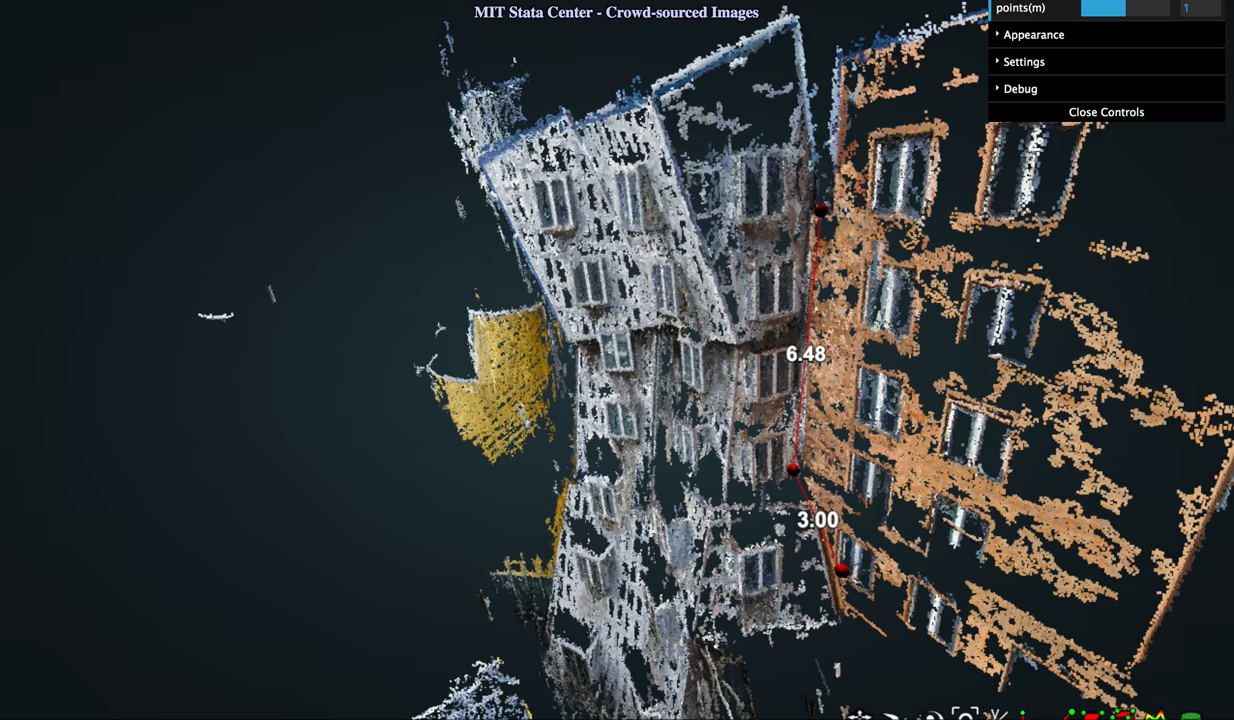 MIT Stata Center - Crowd-sourced Images
points(m)
1
Appearance
Settings
Debug
Close Controls
6.48
3.00